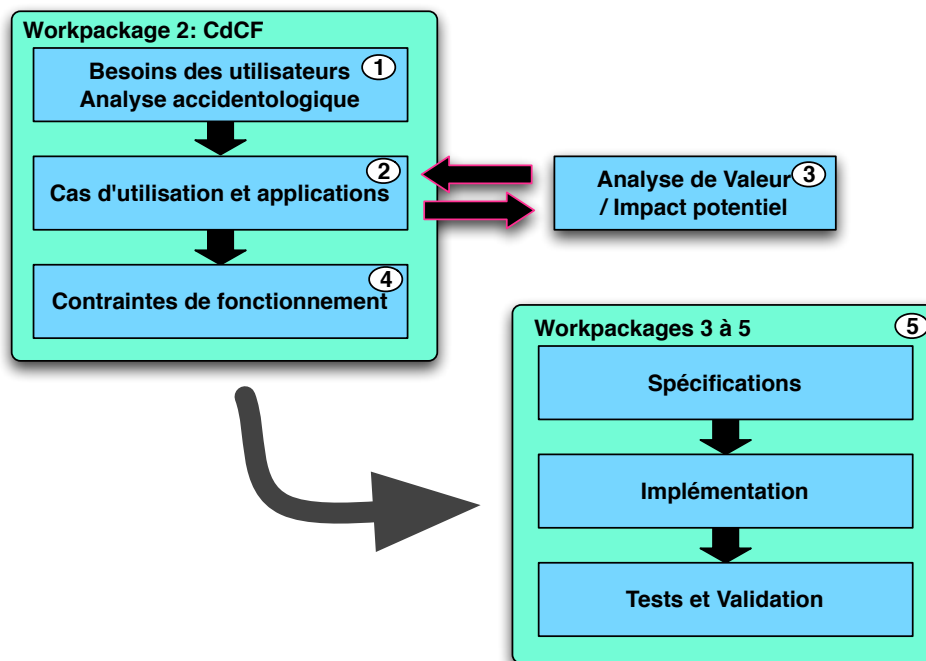 Workpackage 2: CdCF
Besoins des utilisateurs 1
Analyse accidentologique
Cas d'utilisation et applications 2
Analyse de Valeur 3
/ Impact potentiel
Contraintes de fonctionnement 4
Workpackages 3 à 5 5
Spécifications
Implémentation
Tests et Validation